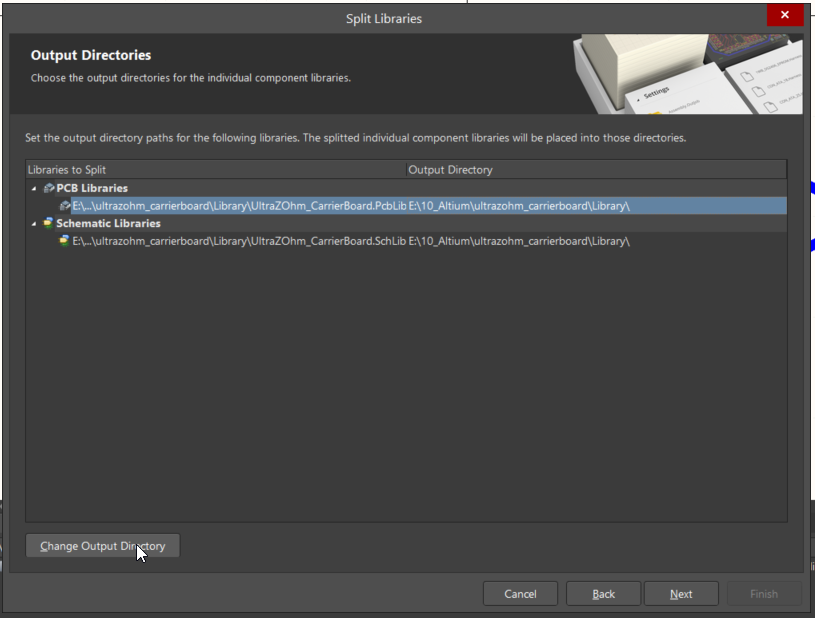 Split Libraries
Output Directories
Choose the output directories for the individual component libraries.
Settings
Set the output directory paths for the following libraries. The splitted individual component libraries will be placed into those directories.
Libraries to Split Output Directory
PCB Libraries
E:\...\ultrazohm_carrierboard\Library\UltraZOhm_CarrierBoard.PcbLib E:\10_Altium\ultrazohm_carrierboard\Library\
Schematic Libraries
E:\...\ultrazohm_carrierboard\Library\UltraZOhm_CarrierBoard.SchLib E:\10_Altium\ultrazohm_carrierboard\Library\
Change Output Directory
Cancel Back Next Finish